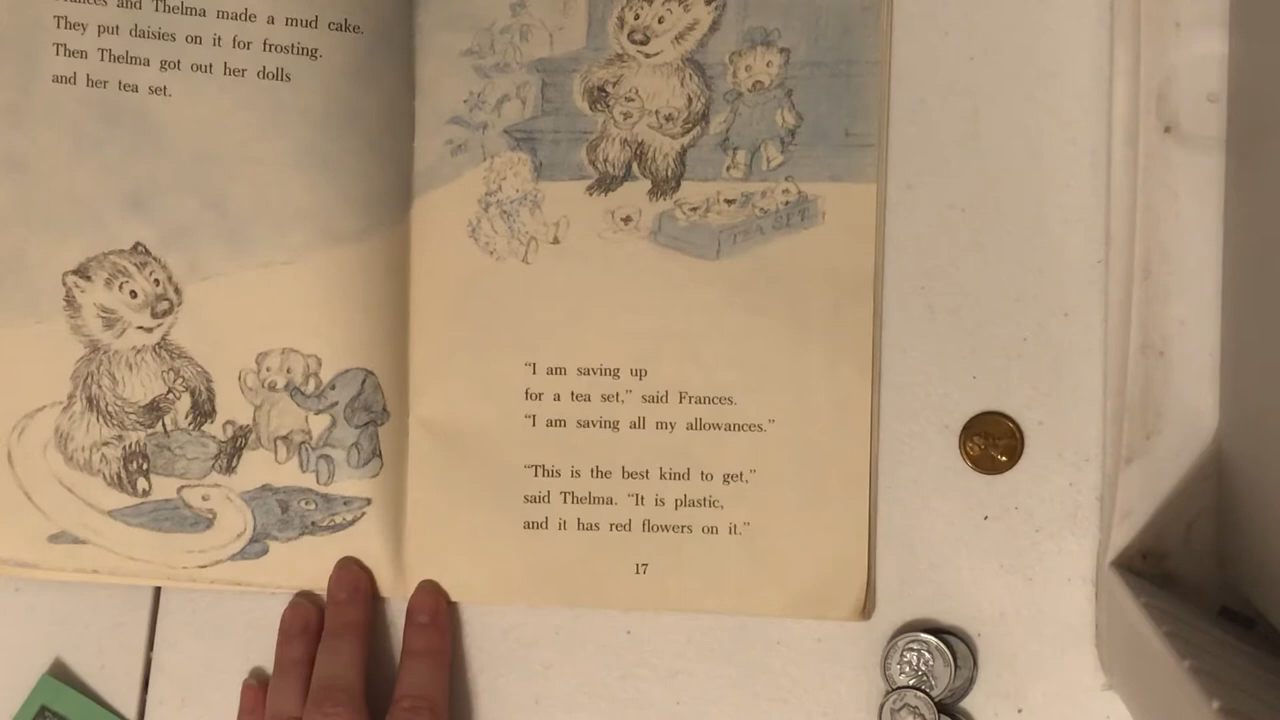 and Thelma made a mud cake.
They put daisies on it for frosting.
Then Thelma got out her dolls
and her tea set.
TEA SET
“I am saving up
for a tea set,” said Frances.
“I am saving all my allowances.”
“This is the best kind to get,”
said Thelma. “It is plastic,
and it has red flowers on it.”
17